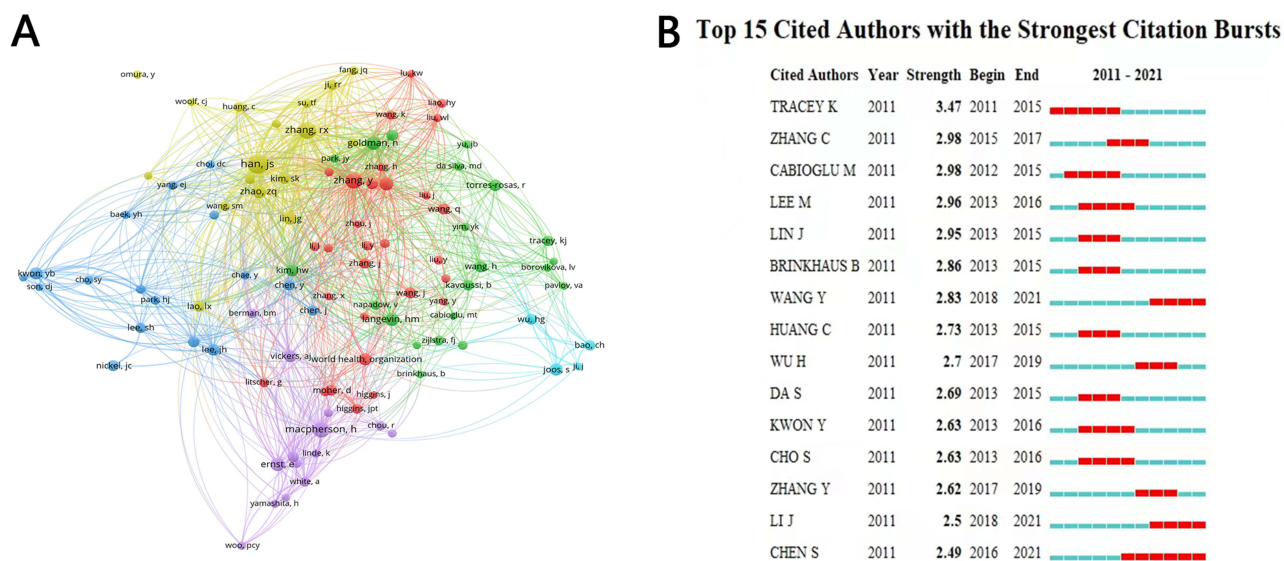 A
omura, y
fang, jq
lu, kw
ji, rr
woolf, cj
huang, c
su, tf
liao, hy
wang, k
liu, wl
zhang, rx
goldman, n
yu, jb
choi, dc
han, js
park, jy
zhang, h
da silva, md
yang, ej
kim, sk
zhang, y
torres-rosas, r
zhao, zq
liu, j
baek, yh
wang, sm
lin, jg
wang, q
zhou, j
yim, yk
li, l
li, y
tracey, kj
kwon, yb
son, dj
cho, sy
chae, y
kim, hw
zhang, j
liu, y
wang, h
borovikova, lv
chen, y
kavoussi, b
pavlov, va
park, hj
lao, lx
zhang, x
wang, j
berman, bm
chen, j
napadow, v
yang, y
langevin, hm
cabioglu, mt
wu, hg
lee, sh
lee, jh
zijlstra, fj
bao, ch
nickel, jc
vickers, aj
world health, organization
joos, s
li, j
litscher, g
brinkhaus, b
moher, d
higgins, j
higgins, jpt
macpherson, h
chou, r
linde, k
ernst, e
white, a
yamashita, h
woo, pcy
B
Top 15 Cited Authors with the Strongest Citation Bursts
Cited Authors Year Strength Begin End 2011 - 2021
TRACEY K 2011 3.47 2011 2015
ZHANG C 2011 2.98 2015 2017
CABIOGLU M 2011 2.98 2012 2015
LEE M 2011 2.96 2013 2016
LIN J 2011 2.95 2013 2015
BRINKHAUS B 2011 2.86 2013 2015
WANG Y 2011 2.83 2018 2021
HUANG C 2011 2.73 2013 2015
WU H 2011 2.7 2017 2019
DA S 2011 2.69 2013 2015
KWON Y 2011 2.63 2013 2016
CHO S 2011 2.63 2013 2016
ZHANG Y 2011 2.62 2017 2019
LI J 2011 2.5 2018 2021
CHEN S 2011 2.49 2016 2021